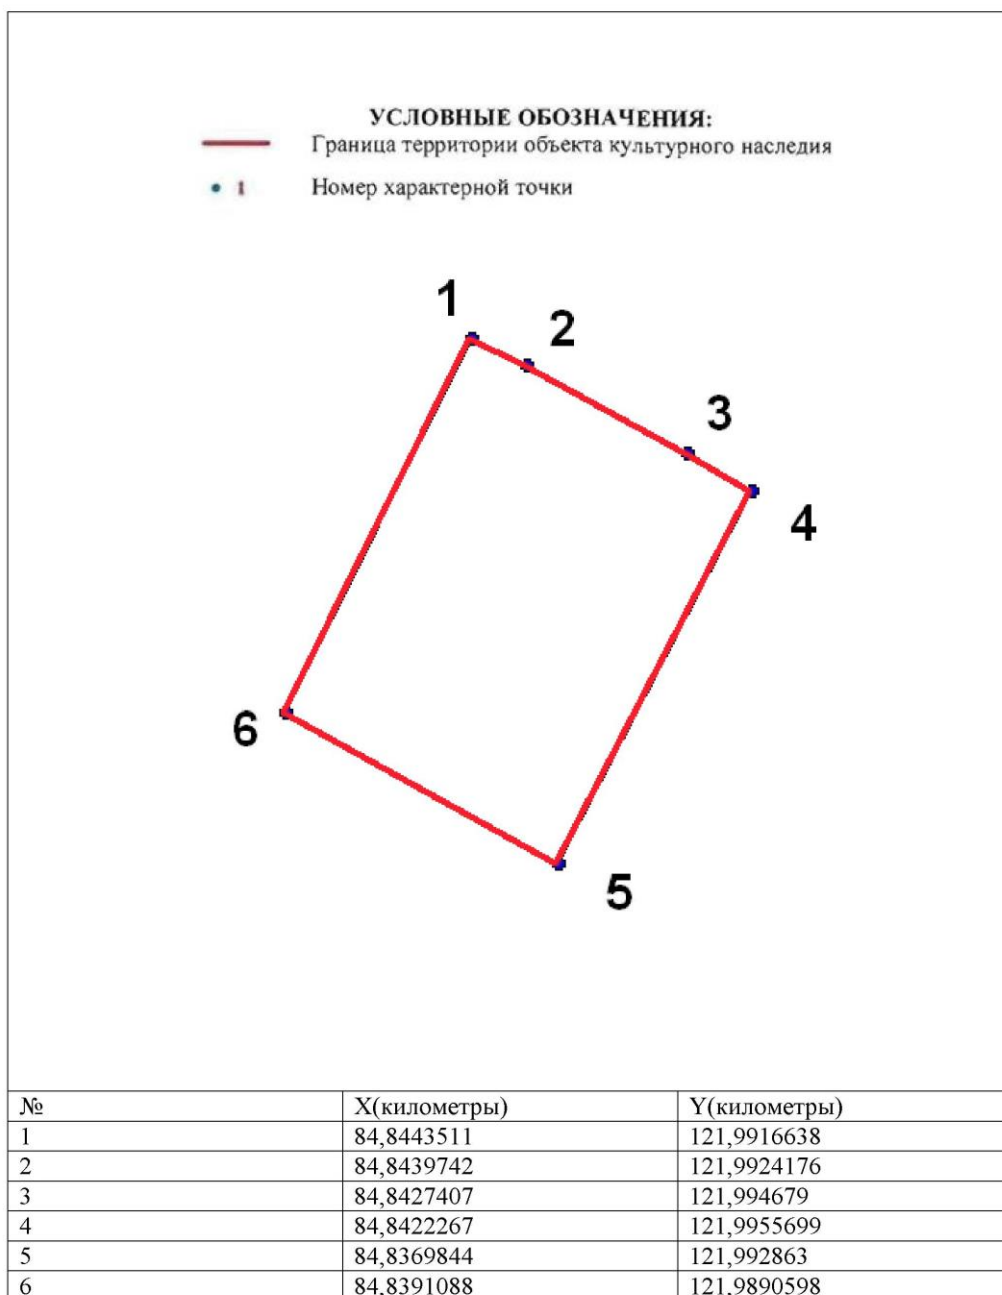 УСЛОВНЫЕ ОБОЗНАЧЕНИЯ:
Граница территории объекта культурного наследия
1 Номер характерной точки
1
2
3
4
6
5
№ X(километры) Y(километры)
1 84,8443511 121,9916638
2 84,8439742 121,9924176
3 84,8427407 121,994679
4 84,8422267 121,9955699
5 84,8369844 121,992863
6 84,8391088 121,9890598